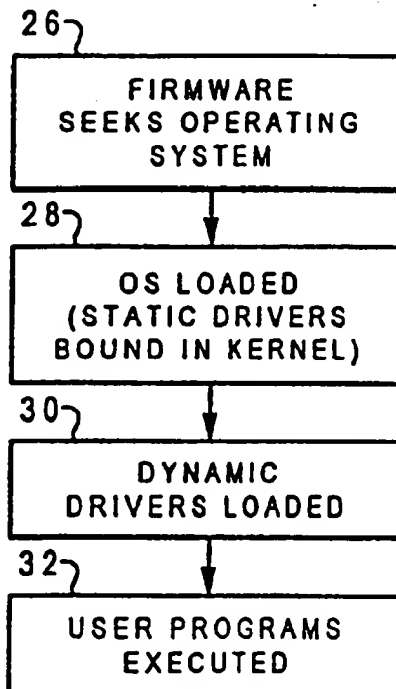 26
FIRMWARE
SEEKS OPERATING
SYSTEM
28
OS LOADED
(STATIC DRIVERS
BOUND IN KERNEL)
30
DYNAMIC
DRIVERS LOADED
32
USER PROGRAMS
EXECUTED